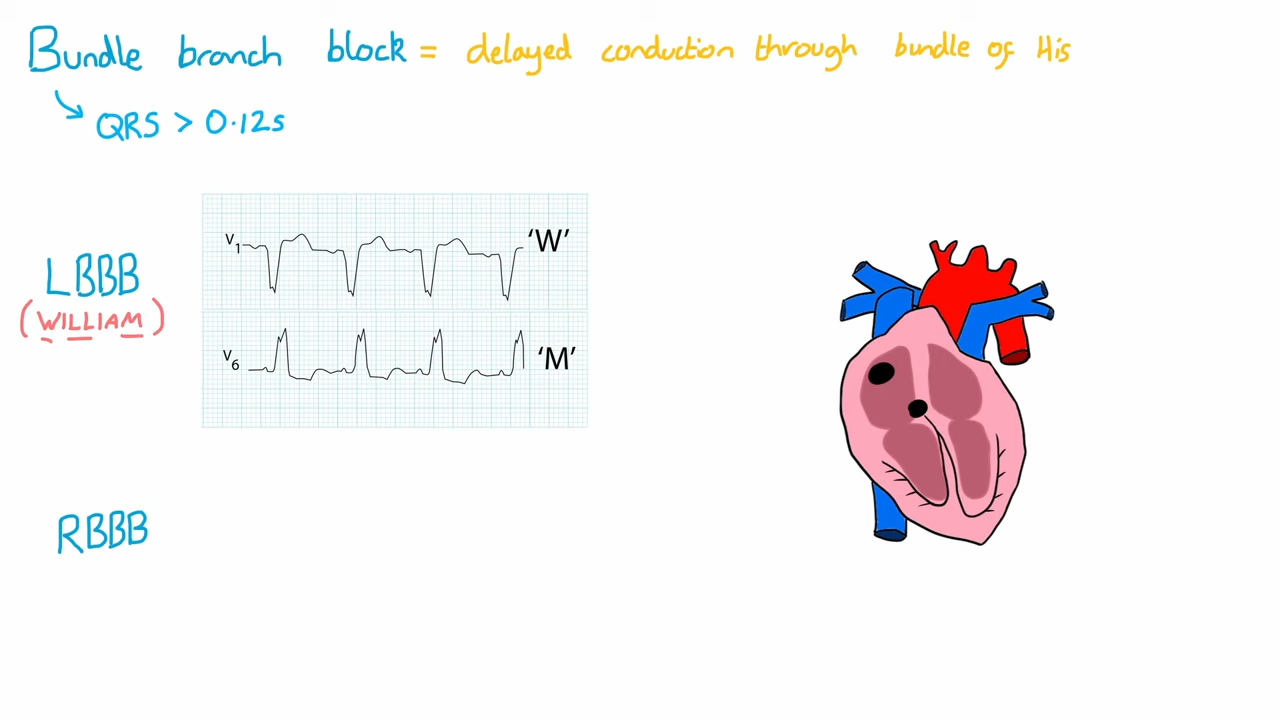 Bundle branch block = delayed conduction through bundle of His
QRS > 0.12s
V1 'W'
LBBB
(WILLIAM)
V6 'M'
RBBB